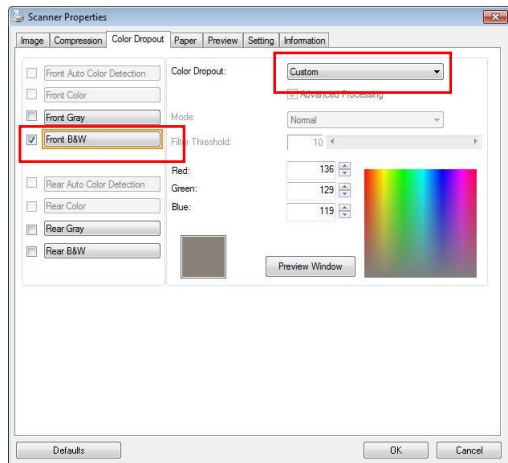 Scanner Properties
Image Compression Color Dropout Paper Preview Setting Information
Front Auto Color Detection
Front Color
Front Gray
Front B&W
Rear Auto Color Detection
Rear Color
Rear Gray
Rear B&W
Color Dropout: Custom
Advanced Processing
Mode: Normal
Filter Threshold: 10
Red: 136
Green: 129
Blue: 119
Preview Window
Defaults OK Cancel